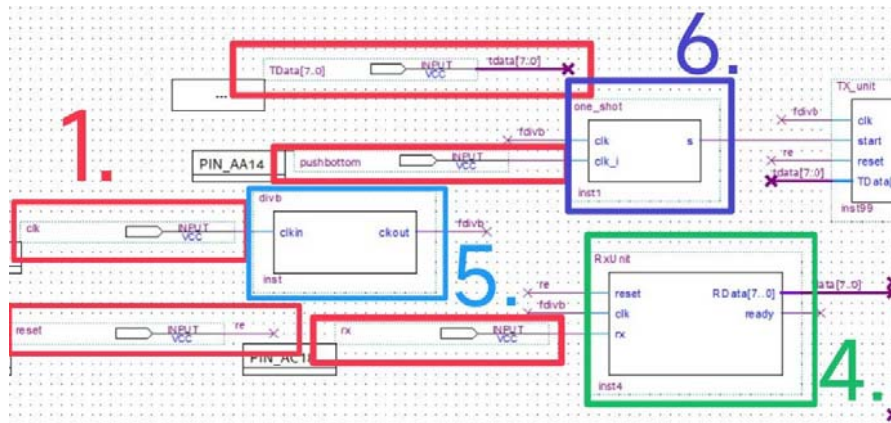 TData[7..0] INPUT VCC tdata[7..0]
6.
...
one_shot
TX_unit
1.
fdivb
clk s
clk_i
inst1
fdivb
clk
start
re
reset
tdata[7..0]
TData[
inst99
PIN_AA14 pushbottom INPUT VCC
clk INPUT VCC
divb
clkin ckout fdivb
inst
5.
RxUnit
re reset RData[7..0] data[7..0]
fdivb clk ready
rx
inst4
4.
reset INPUT VCC re
rx INPUT VCC